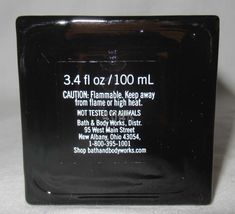 3.4 fl oz / 100 mL
CAUTION: Flammable. Keep away
from flame or high heat.
NOT TESTED ON ANIMALS
Bath & Body Works, Distr.
95 West Main Street
New Albany, Ohio 43054,
1-800-395-1001
Shop bathandbodyworks.com